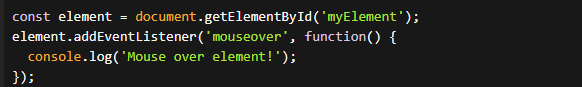 const element = document.getElementById('myElement');
element.addEventListener('mouseover', function() {
  console.log('Mouse over element!');
});